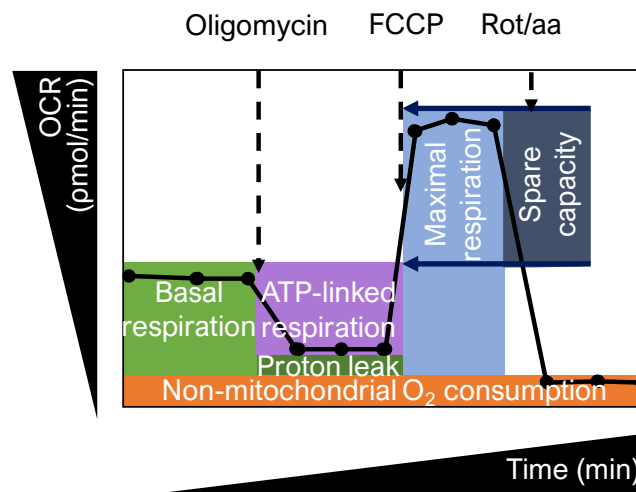 Oligomycin FCCP Rot/aa
OCR
(pmol/min)
Maximal
respiration
Spare
capacity
Basal
respiration
ATP-linked
respiration
Proton leak
Non-mitochondrial O₂ consumption
Time (min)